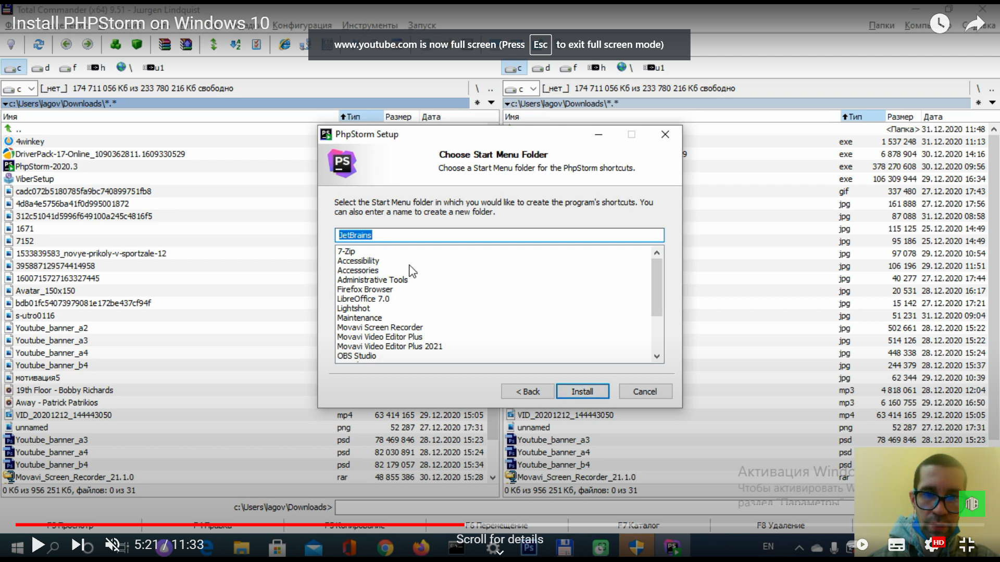 Total Commander (x64) 9.51 - Juurgen Lindquist
Install PHPStorm on Windows 10
Конфигурация Инструменты Запуск
Папки
www.youtube.com is now full screen (Press Esc to exit full screen mode)
c d f h \ u1
c d f h \ u1
c [_нет_] 174 711 056 Кб из 233 780 216 Кб свободно \ ..
c [_нет_] 174 711 056 Кб из 233 780 216 Кб свободно \ ..
c:\Users\lagov\Downloads\*.* *
c:\Users\lagov\Downloads\*.* *
Имя Тип Размер Дата
Имя Тип Размер Дата
..
<Папка> 31.12.2020 11:48
4winkey
exe 1 537 248 31.12.2020 11:13
DriverPack-17-Online_1090362811.1609330529
9 exe 6 878 904 30.12.2020 14:16
PhpStorm-2020.3
exe 378 270 608 30.12.2020 09:56
ViberSetup
exe 106 309 944 29.12.2020 16:34
cadc072b5180785fa9bc740899751fb8
gif 337 480 27.12.2020 17:43
4d8a4e5756ba41f0d995001872
jpg 161 888 27.12.2020 17:56
312c51041d5996f649100a245c4816f5
jpg 87 088 31.12.2020 08:58
1671
jpg 115 125 25.12.2020 14:49
7152
jpg 95 186 25.12.2020 14:49
1533839583_novye-prikoly-v-sportzale-12
jpg 97 078 29.12.2020 10:54
395887129574414958
jpg 106 196 29.12.2020 11:51
1600715727163327445
jpg 40 277 27.12.2020 17:44
Avatar_150x150
jpg 20 531 28.12.2020 16:17
bdb01fc54073979081e172be437cf94f
jpg 15 142 27.12.2020 17:21
s-utro0116
jpg 51 231 31.12.2020 09:04
Youtube_banner_a2
jpg 502 661 28.12.2020 15:22
Youtube_banner_a3
jpg 514 126 28.12.2020 15:22
Youtube_banner_a4
jpg 448 338 28.12.2020 15:24
Youtube_banner_b4
jpg 244 379 28.12.2020 15:37
мотивация5
jpg 62 344 29.12.2020 10:39
19th Floor - Bobby Richards
mp3 4 818 061 28.12.2020 12:04
Away - Patrick Patrikios
mp3 6 160 755 29.12.2020 16:50
VID_20201212_144443050 mp4 63 414 165 29.12.2020 15:05
VID_20201212_144443050 mp4 63 414 165 29.12.2020 15:05
unnamed png 52 287 27.12.2020 17:31
unnamed png 52 287 27.12.2020 17:31
Youtube_banner_a3 psd 78 469 846 28.12.2020 15:23
Youtube_banner_a3 psd 78 469 846 28.12.2020 15:23
Youtube_banner_a4 psd 82 030 891 28.12.2020 15:24
Youtube_banner_a4 psd
Youtube_banner_b4 psd 82 179 057 28.12.2020 15:34
Youtube_banner_b4 psd
Movavi_Screen_Recorder_21.1.0 rar 48 855 386 30.12.2020 15:28
Movavi_Screen_Recorder_21.1.0 rar
0 Кб из 956 251 Кб, файлов: 0 из 31
0 Кб из 956 251 Кб, файлов: 0 из 31
PhpStorm Setup
PS
Choose Start Menu Folder
Choose a Start Menu folder for the PhpStorm shortcuts.
Select the Start Menu folder in which you would like to create the program's shortcuts. You
can also enter a name to create a new folder.
JetBrains
7-Zip
Accessibility
Accessories
Administrative Tools
Firefox Browser
LibreOffice 7.0
Lightshot
Maintenance
Movavi Screen Recorder
Movavi Video Editor Plus
Movavi Video Editor Plus 2021
OBS Studio
< Back Install Cancel
Активация Windo
Чтобы активировать W
раздел "Параметры"
c:\Users\lagov\Downloads>
F3 Просмотр F4 Правка F5 Копирование F6 Перемещение F7 Каталог F8 Удаление
5:21 / 11:33
Scroll for details
Ps
PS
EN
HD